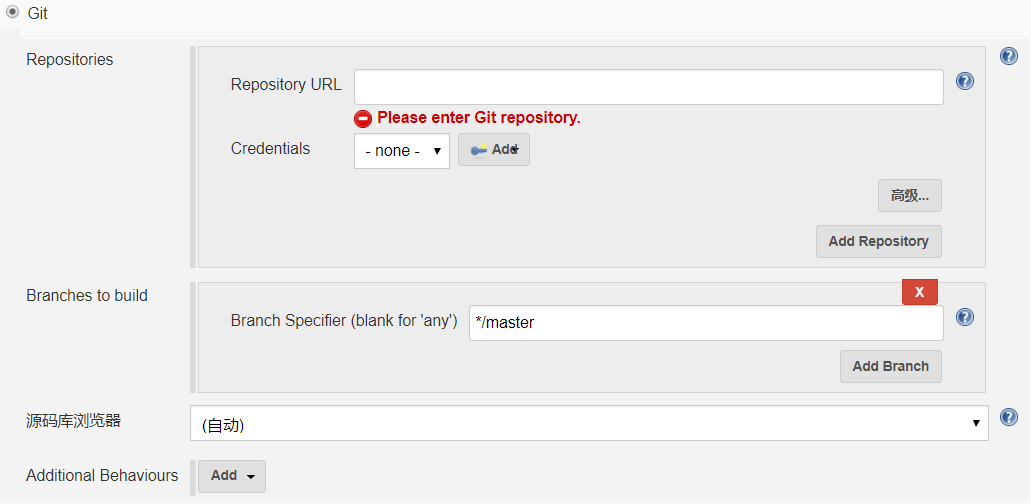 Git
Repositories
Repository URL
Please enter Git repository.
Credentials
- none -
Add
高级...
Add Repository
Branches to build
X
Branch Specifier (blank for 'any')
*/master
Add Branch
源码库浏览器
(自动)
Additional Behaviours
Add